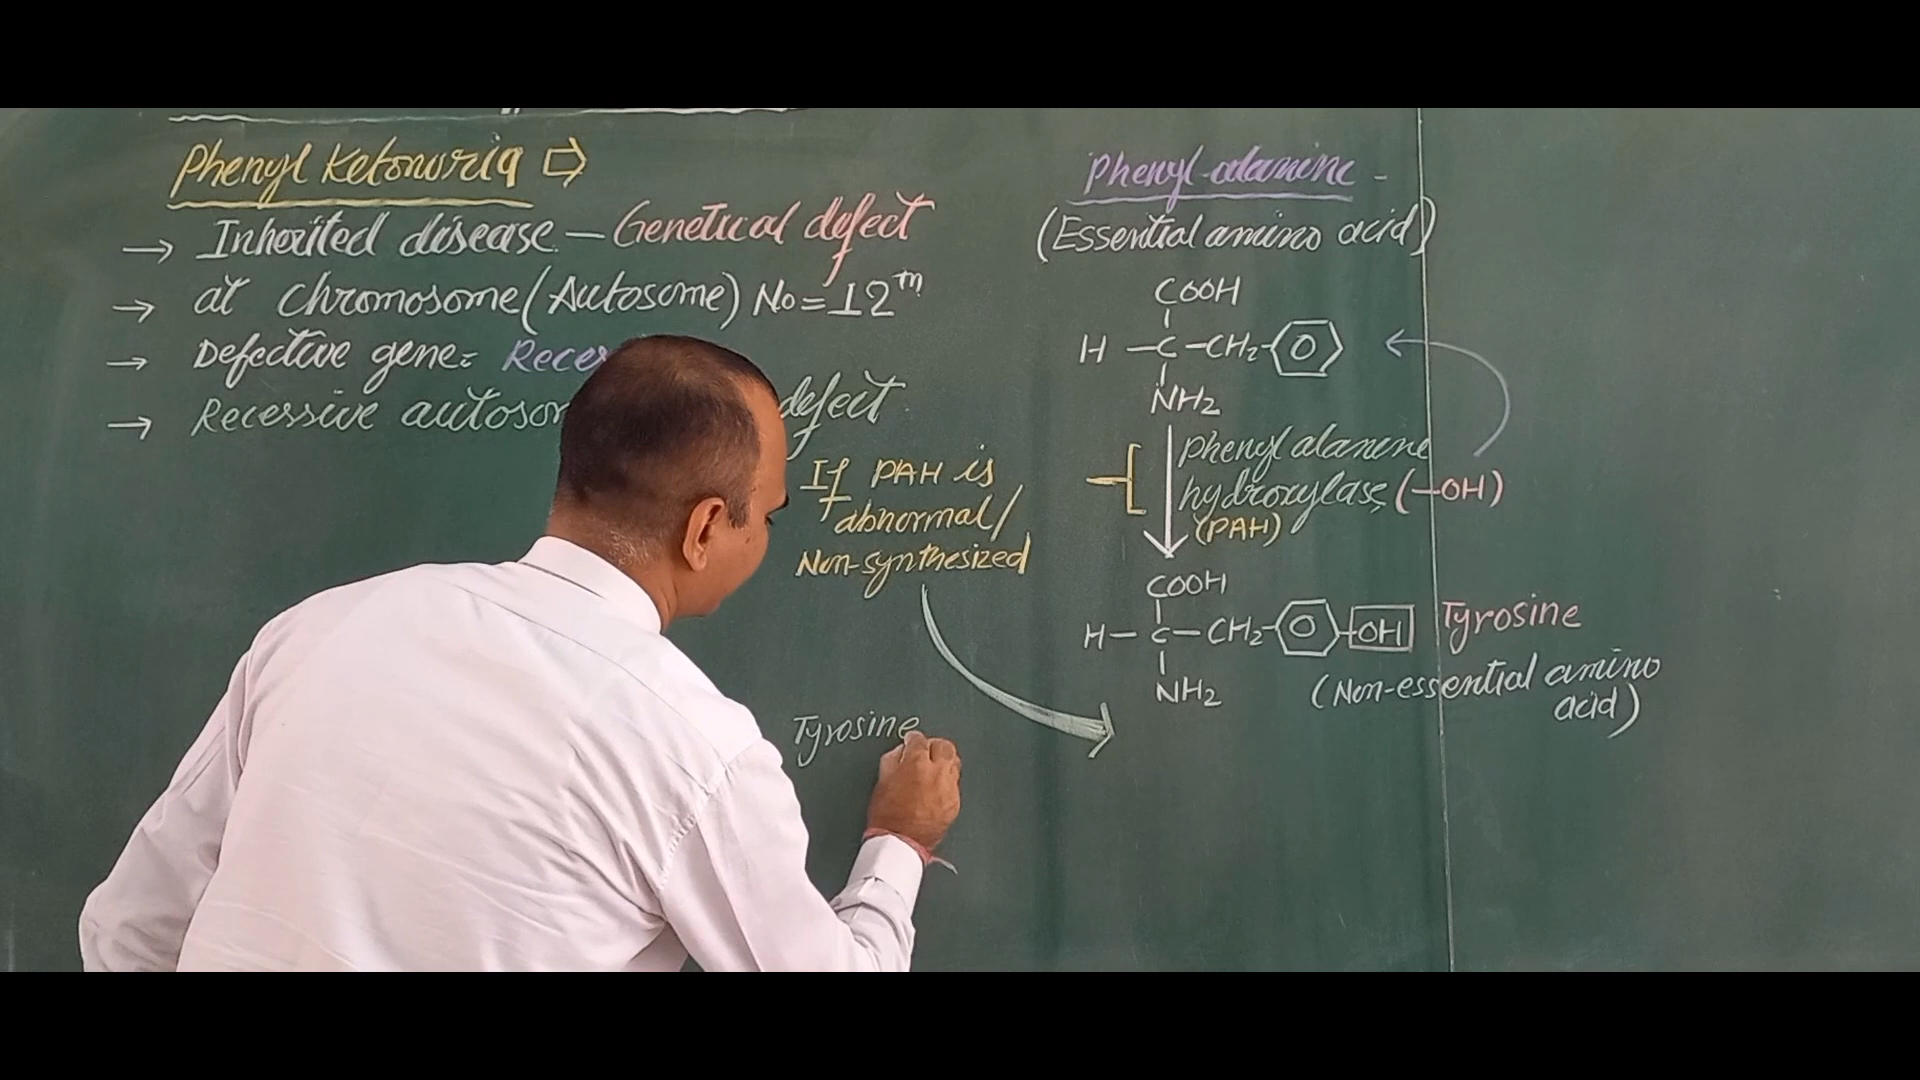 Phenyl Ketonuria ⇨
→ Inherited disease – Genetical defect
→ at chromosome (Autosome) No = 12th
→ Defective gene = Reces
→ Recessive autosom defect
If PAH is
abnormal /
Non-synthesized
Tyrosine
Phenyl-alanine -
(Essential amino acid)
COOH
H – C – CH2 –
NH2
Phenyl alanine
hydroxylase (–OH)
(PAH)
COOH
H – C – CH2 – OH Tyrosine
NH2 (Non-essential amino
acid)